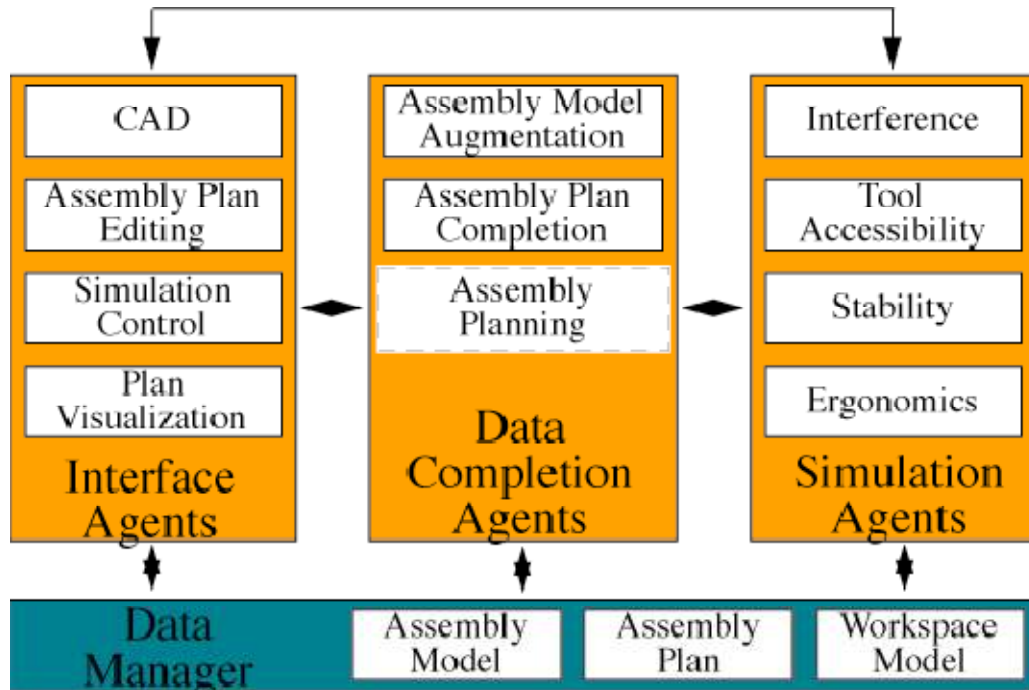 CAD
Assembly Plan
Editing
Simulation
Control
Plan
Visualization
Interface
Agents
Assembly Model
Augmentation
Assembly Plan
Completion
Assembly
Planning
Data
Completion
Agents
Interference
Tool
Accessibility
Stability
Ergonomics
Simulation
Agents
Data
Manager
Assembly
Model
Assembly
Plan
Workspace
Model